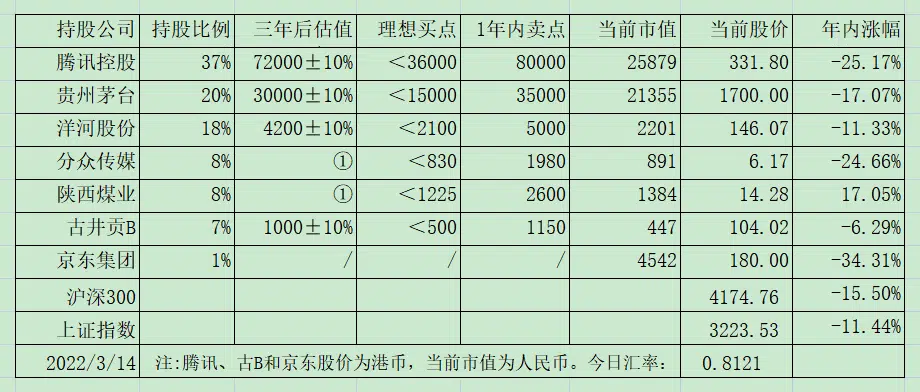 持股公司 持股比例 三年后估值 理想买点 1年内卖点 当前市值 当前股价 年内涨幅
腾讯控股 37% 72000±10% <36000 80000 25879 331.80 -25.17%
贵州茅台 20% 30000±10% <15000 35000 21355 1700.00 -17.07%
洋河股份 18% 4200±10% <2100 5000 2201 146.07 -11.33%
分众传媒 8% ① <830 1980 891 6.17 -24.66%
陕西煤业 8% ① <1225 2600 1384 14.28 17.05%
古井贡B 7% 1000±10% <500 1150 447 104.02 -6.29%
京东集团 1% / / / 4542 180.00 -34.31%
沪深300 4174.76 -15.50%
上证指数 3223.53 -11.44%
2022/3/14 注:腾讯、古B和京东股价为港币，当前市值为人民币。今日汇率： 0.8121